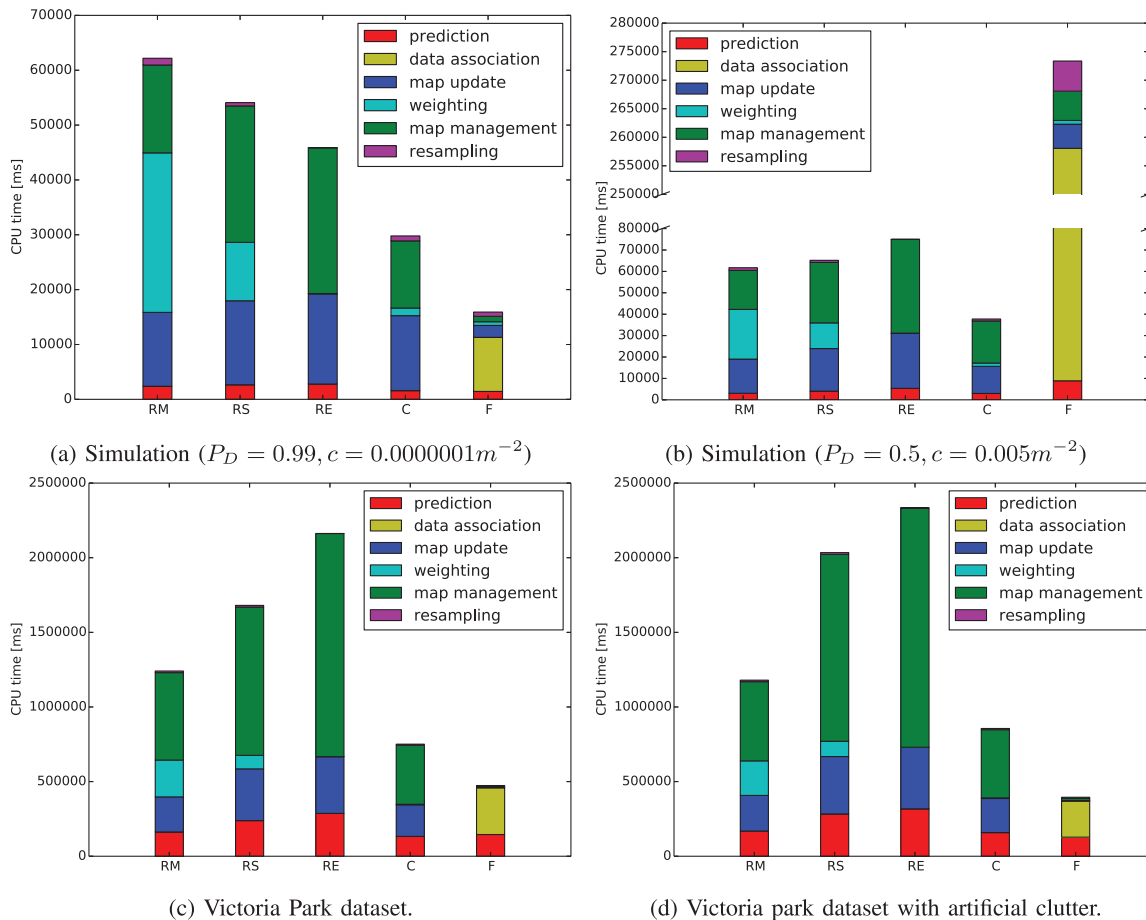 70000
60000
50000
40000
30000
20000
10000
0
CPU time [ms]
prediction
data association
map update
weighting
map management
resampling
RM RS RE C F
(a) Simulation (P_D = 0.99, c = 0.0000001m^{-2})
280000
275000
270000
265000
260000
255000
250000
80000
70000
60000
50000
40000
30000
20000
10000
0
CPU time [ms]
prediction
data association
map update
weighting
map management
resampling
RM RS RE C F
(b) Simulation (P_D = 0.5, c = 0.005m^{-2})
2500000
2000000
1500000
1000000
500000
0
CPU time [ms]
prediction
data association
map update
weighting
map management
resampling
RM RS RE C F
(c) Victoria Park dataset.
2500000
2000000
1500000
1000000
500000
0
CPU time [ms]
prediction
data association
map update
weighting
map management
resampling
RM RS RE C F
(d) Victoria park dataset with artificial clutter.